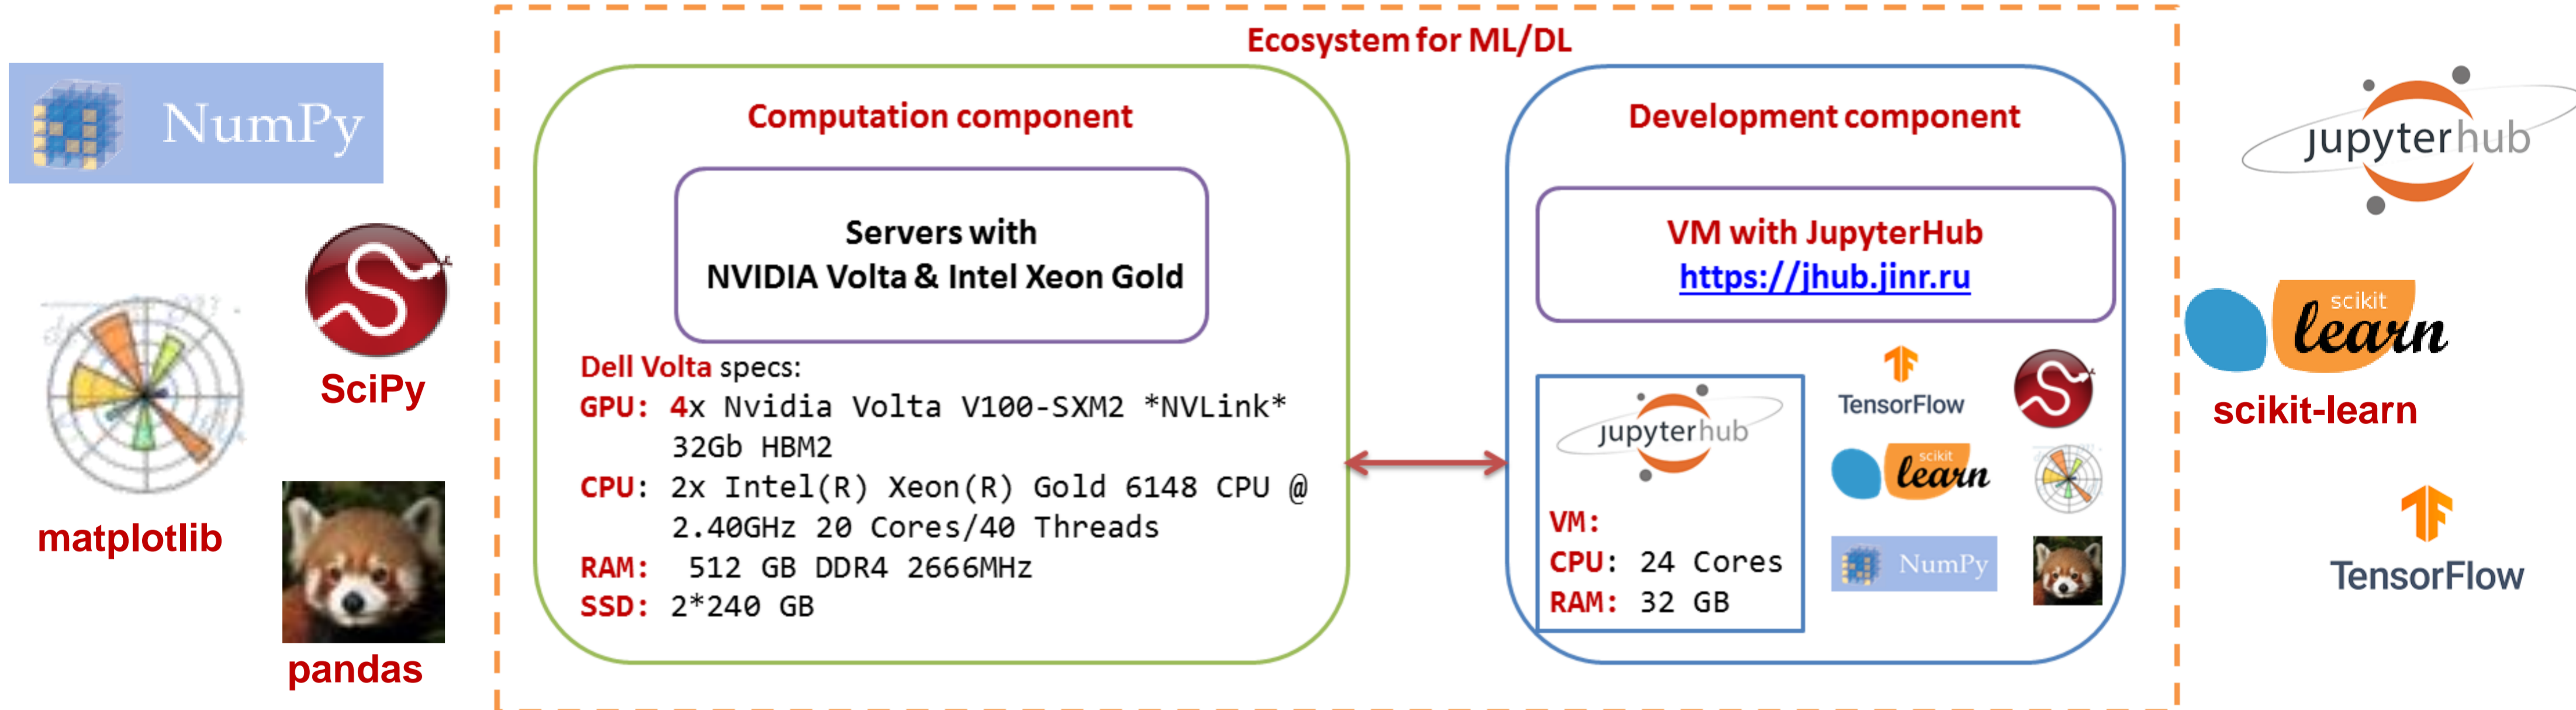 NumPy
SciPy
matplotlib
pandas
Ecosystem for ML/DL
Computation component
Servers with
NVIDIA Volta & Intel Xeon Gold
Dell Volta specs:
GPU: 4x Nvidia Volta V100-SXM2 *NVLink*
32Gb HBM2
CPU: 2x Intel(R) Xeon(R) Gold 6148 CPU @
2.40GHz 20 Cores/40 Threads
RAM: 512 GB DDR4 2666MHz
SSD: 2*240 GB
Development component
VM with JupyterHub
https://jhub.jinr.ru
jupyterhub
VM:
CPU: 24 Cores
RAM: 32 GB
TensorFlow
scikit
learn
NumPy
jupyterhub
scikit
learn
scikit-learn
TensorFlow